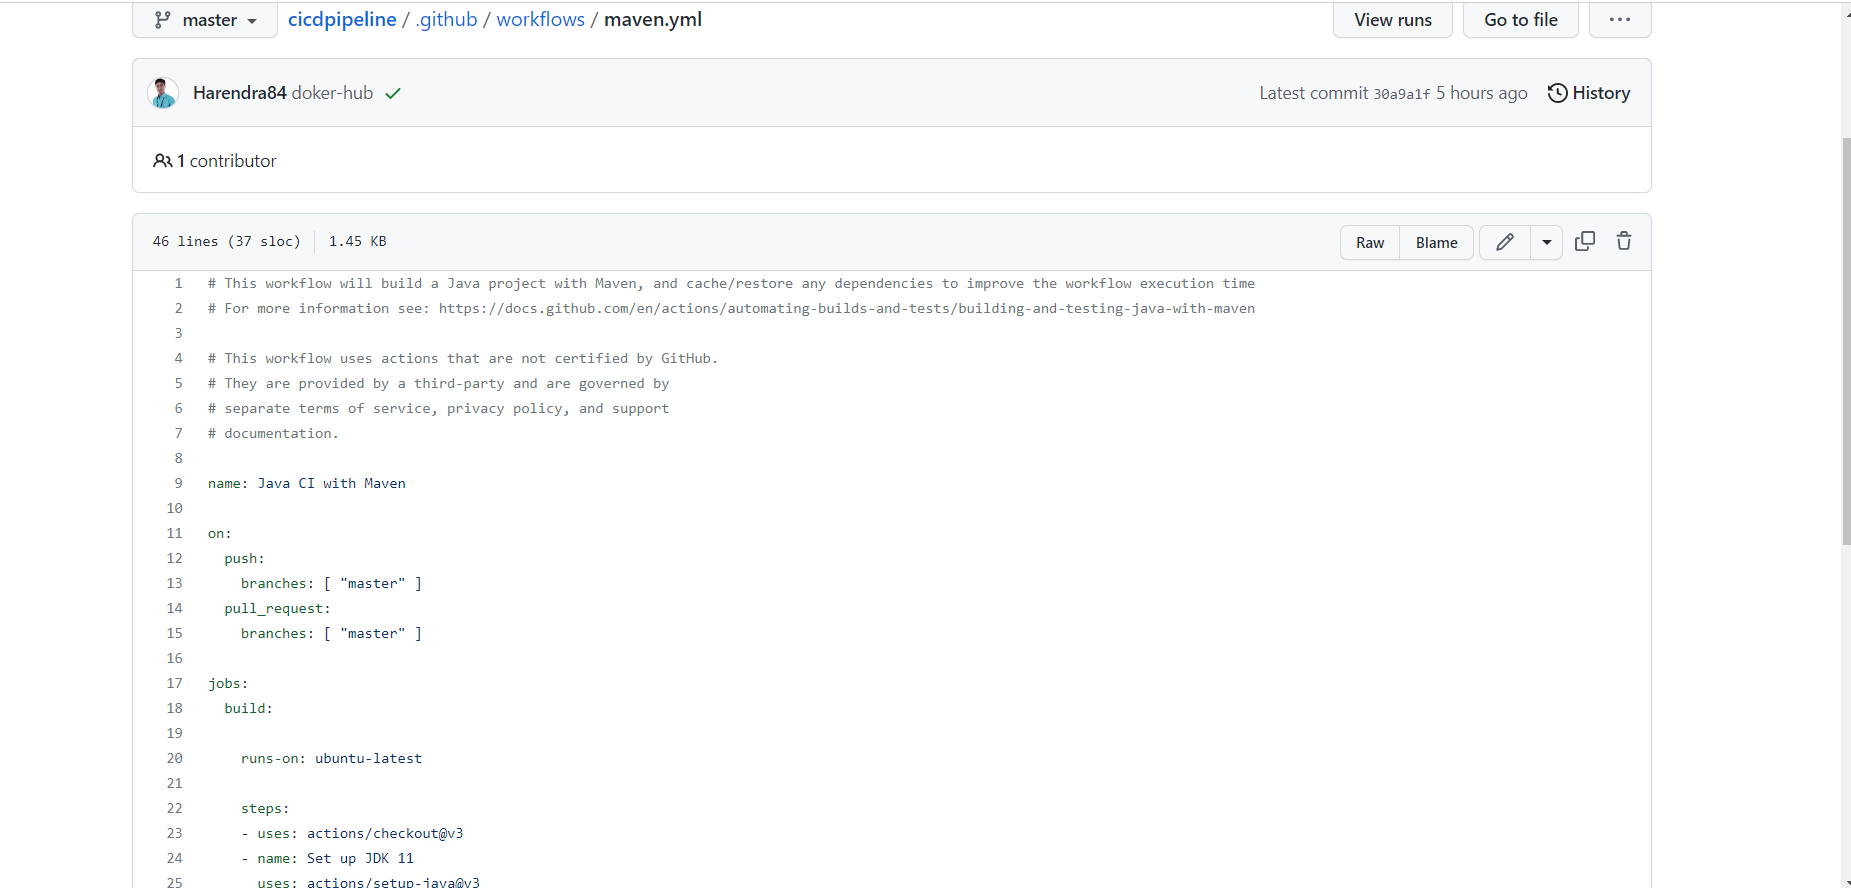 master cicdpipeline / .github / workflows / maven.yml View runs Go to file ...
Harendra84 doker-hub Latest commit 30a9a1f 5 hours ago History
1 contributor
46 lines (37 sloc) 1.45 KB Raw Blame
1 # This workflow will build a Java project with Maven, and cache/restore any dependencies to improve the workflow execution time
2 # For more information see: https://docs.github.com/en/actions/automating-builds-and-tests/building-and-testing-java-with-maven
3
4 # This workflow uses actions that are not certified by GitHub.
5 # They are provided by a third-party and are governed by
6 # separate terms of service, privacy policy, and support
7 # documentation.
8
9 name: Java CI with Maven
10
11 on:
12 push:
13 branches: [ "master" ]
14 pull_request:
15 branches: [ "master" ]
16
17 jobs:
18 build:
19
20 runs-on: ubuntu-latest
21
22 steps:
23 - uses: actions/checkout@v3
24 - name: Set up JDK 11
25 uses: actions/setup-java@v3